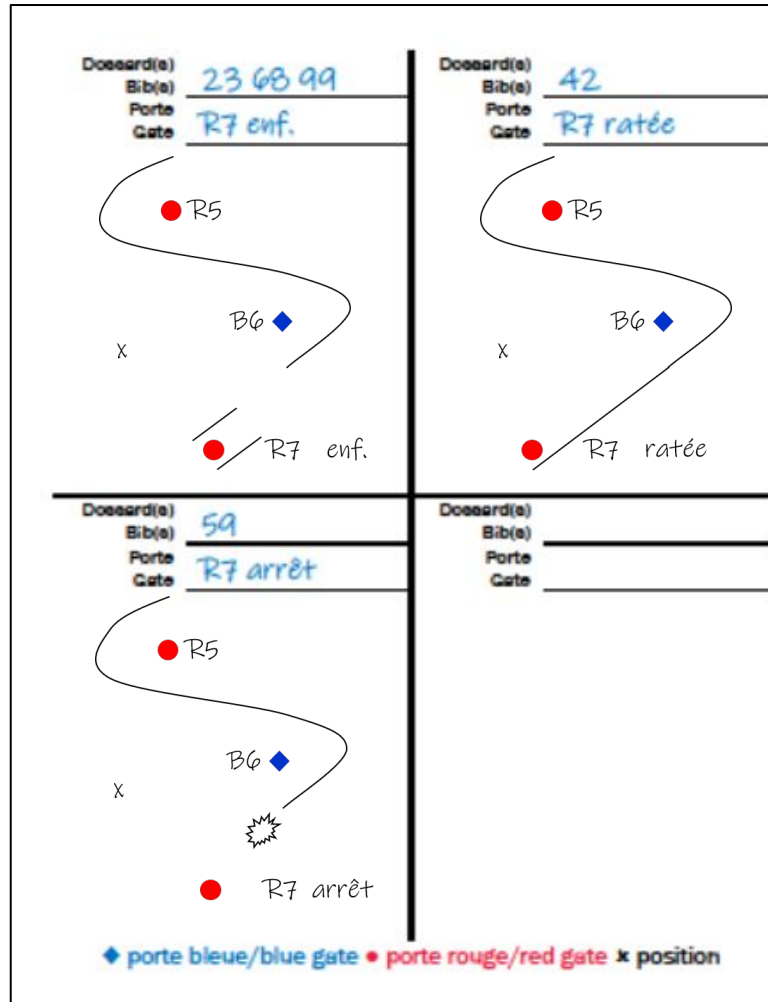 Dossard(s)
Bib(s) 23 68 99
Porte
Gate R7 enf.
R5
B6
x
R7 enf.
Dossard(s)
Bib(s) 42
Porte
Gate R7 ratée
R5
B6
x
R7 ratée
Dossard(s)
Bib(s) 59
Porte
Gate R7 arrêt
R5
B6
x
R7 arrêt
Dossard(s)
Bib(s)
Porte
Gate
porte bleue/blue gate porte rouge/red gate x position